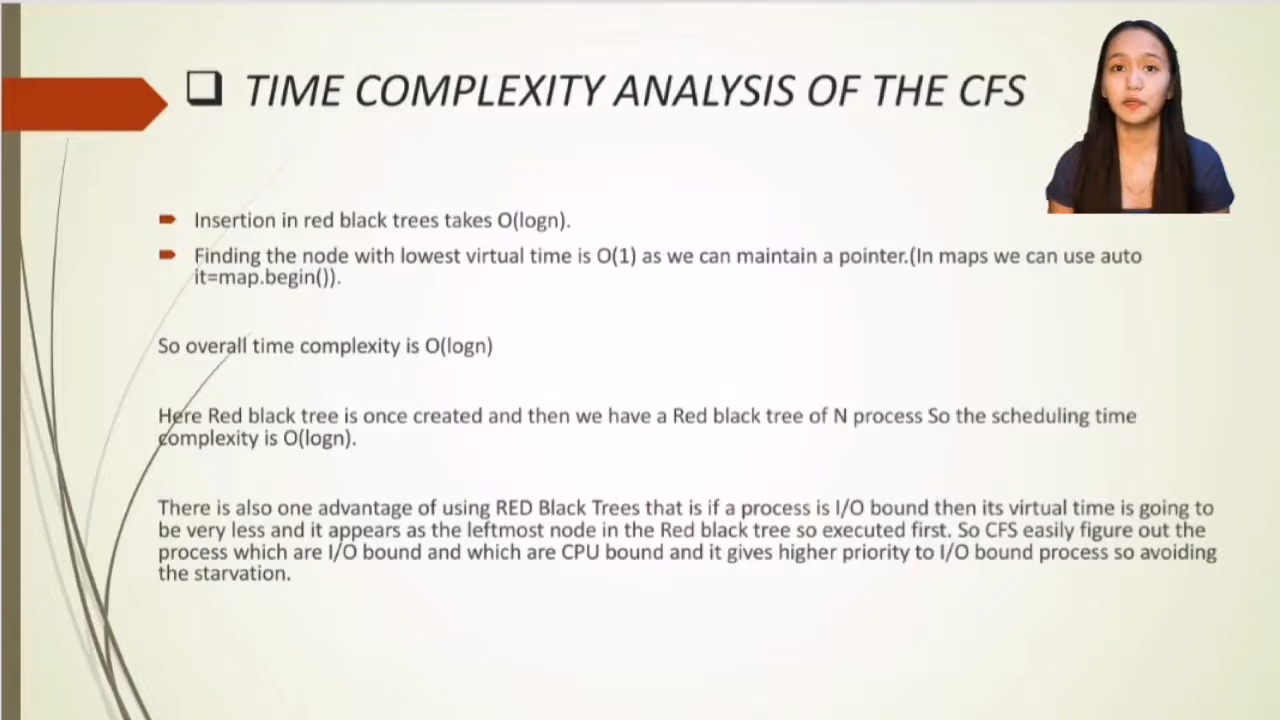 TIME COMPLEXITY ANALYSIS OF THE CFS
Insertion in red black trees takes O(logn).
Finding the node with lowest virtual time is O(1) as we can maintain a pointer.(In maps we can use auto
it=map.begin()).
So overall time complexity is O(logn)
Here Red black tree is once created and then we have a Red black tree of N process So the scheduling time
complexity is O(logn).
There is also one advantage of using RED Black Trees that is if a process is I/O bound then its virtual time is going to
be very less and it appears as the leftmost node in the Red black tree so executed first. So CFS easily figure out the
process which are I/O bound and which are CPU bound and it gives higher priority to I/O bound process so avoiding
the starvation.